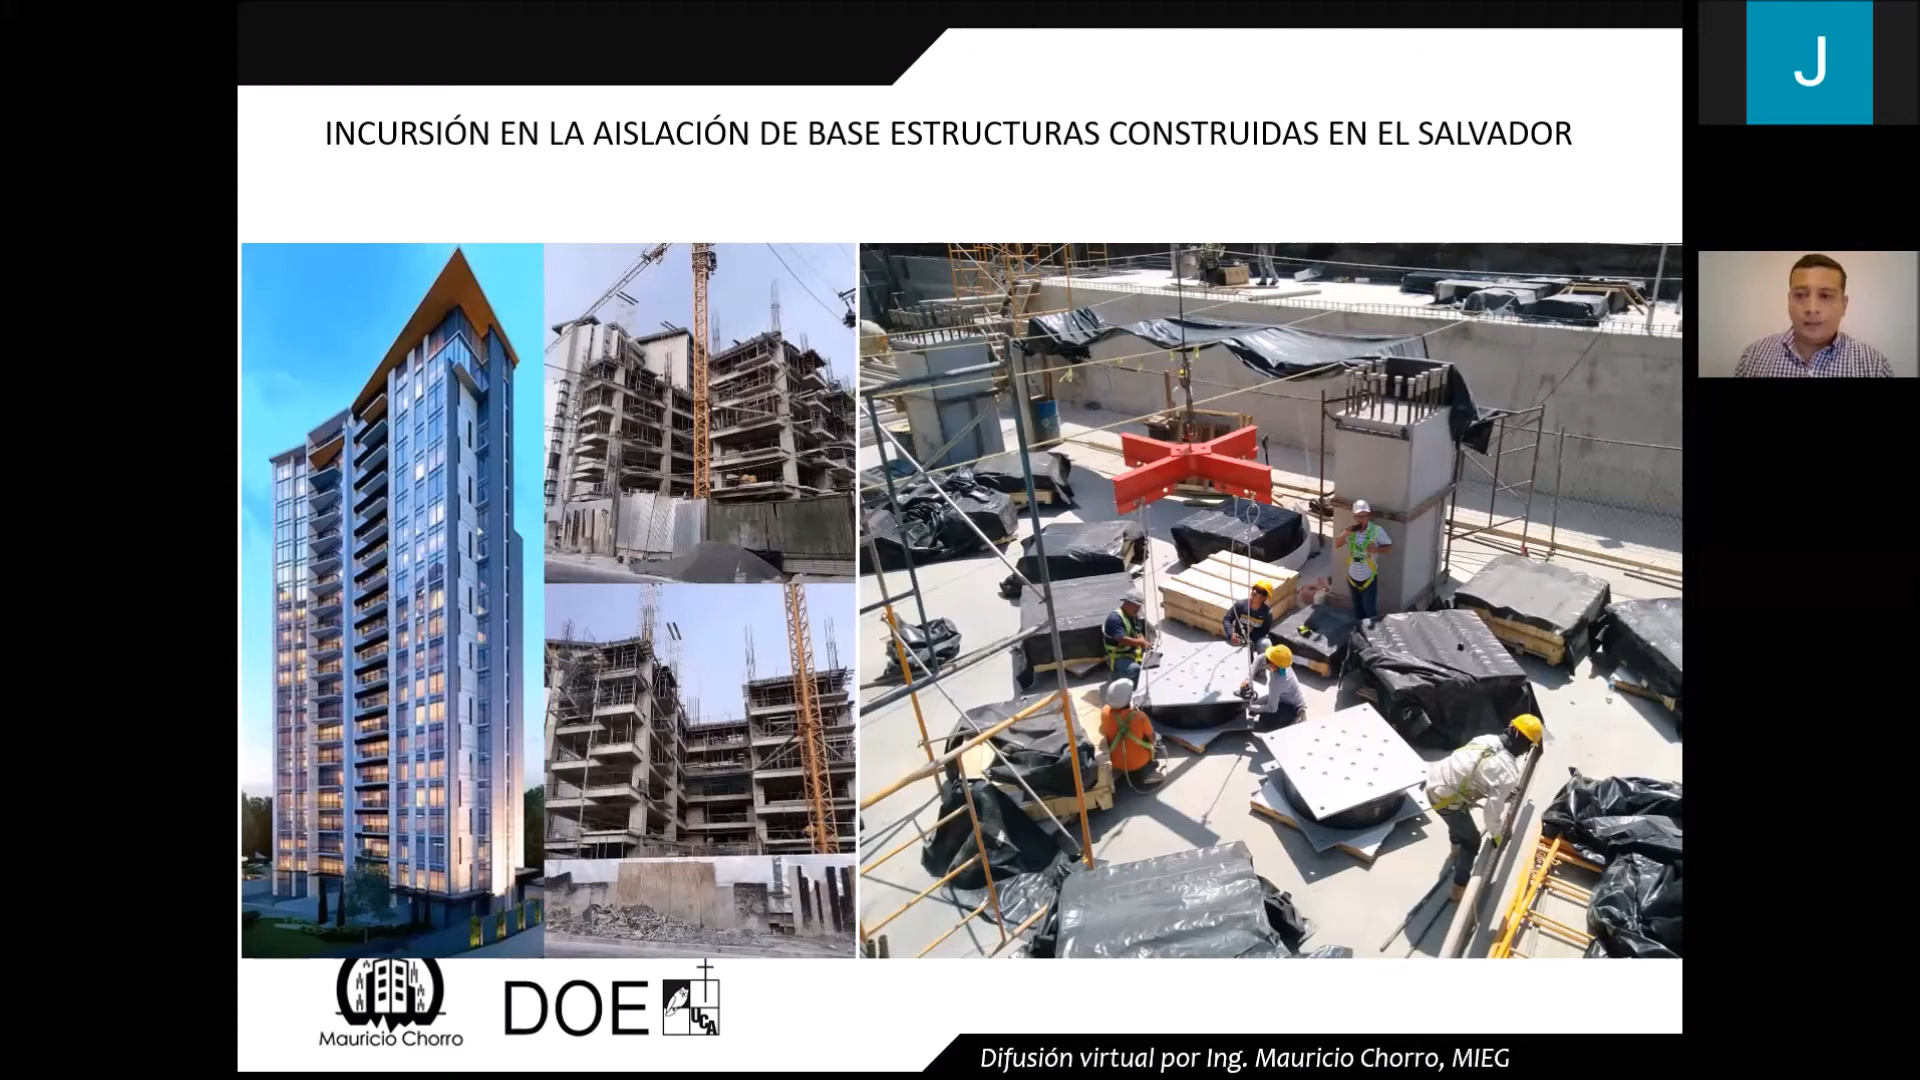 J
INCURSIÓN EN LA AISLACIÓN DE BASE ESTRUCTURAS CONSTRUIDAS EN EL SALVADOR
Mauricio Chorro
DOE
UCA
Difusión virtual por Ing. Mauricio Chorro, MIEG